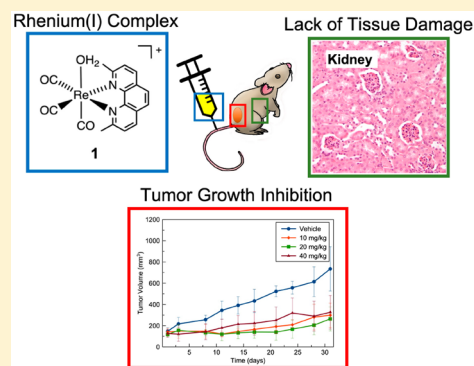 Rhenium(I) Complex
Lack of Tissue Damage
OH2
+
CO
N
Re
CO
N
CO
1
Kidney
Tumor Growth Inhibition
1200
1000
800
600
400
200
0
Tumor Volume (mm3)
Vehicle
10 mg/kg
20 mg/kg
40 mg/kg
5
10
15
20
25
30
Time (days)